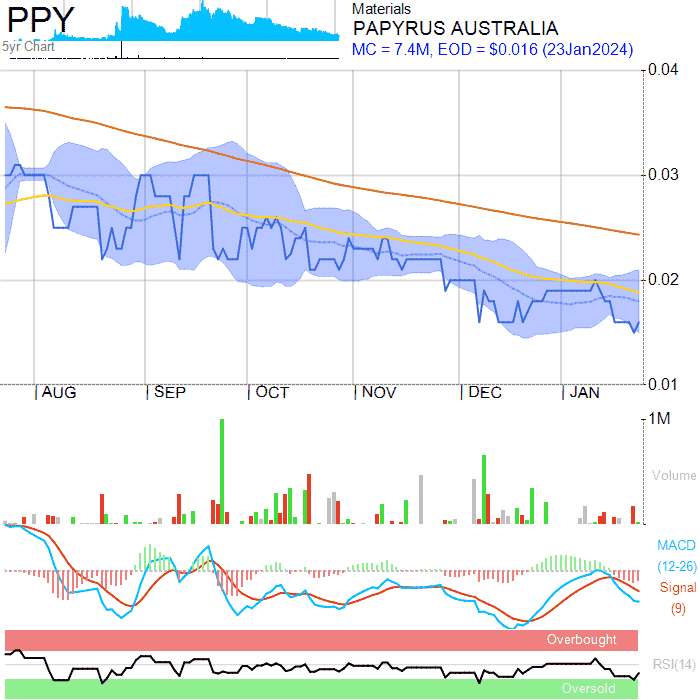 PPY
5yr Chart
Materials
PAPYRUS AUSTRALIA
MC = 7.4M, EOD = $0.016 (23Jan2024)
0.04
0.03
0.02
0.01
AUG SEP OCT NOV DEC JAN
1M
Volume
MACD
(12-26)
Signal
(9)
Overbought
RSI(14)
Oversold